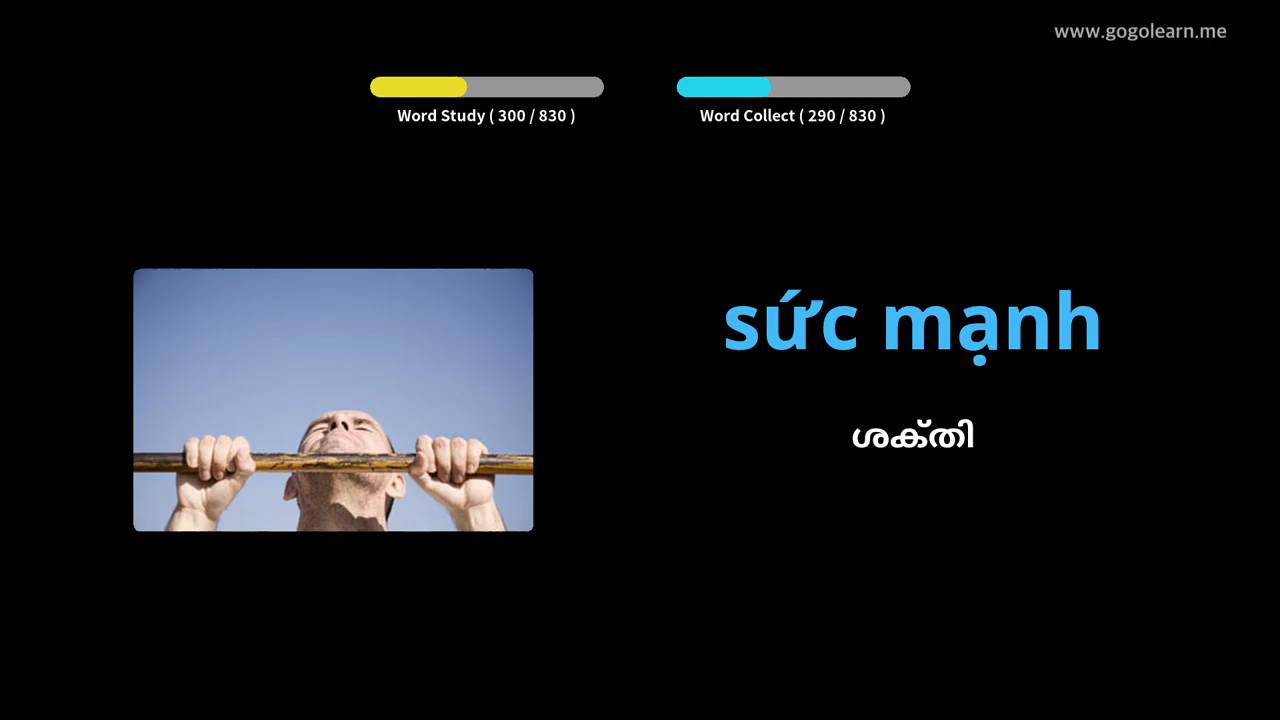 www.gogolearn.me
Word Study ( 300 / 830 )
Word Collect ( 290 / 830 )
sức mạnh
ശക്തി